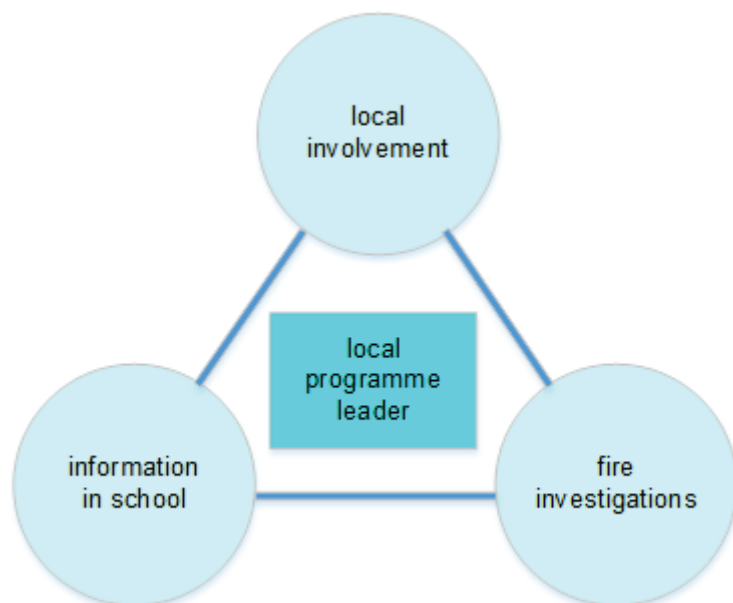 local
involvement
local
programme
leader
information
in school
fire
investigations